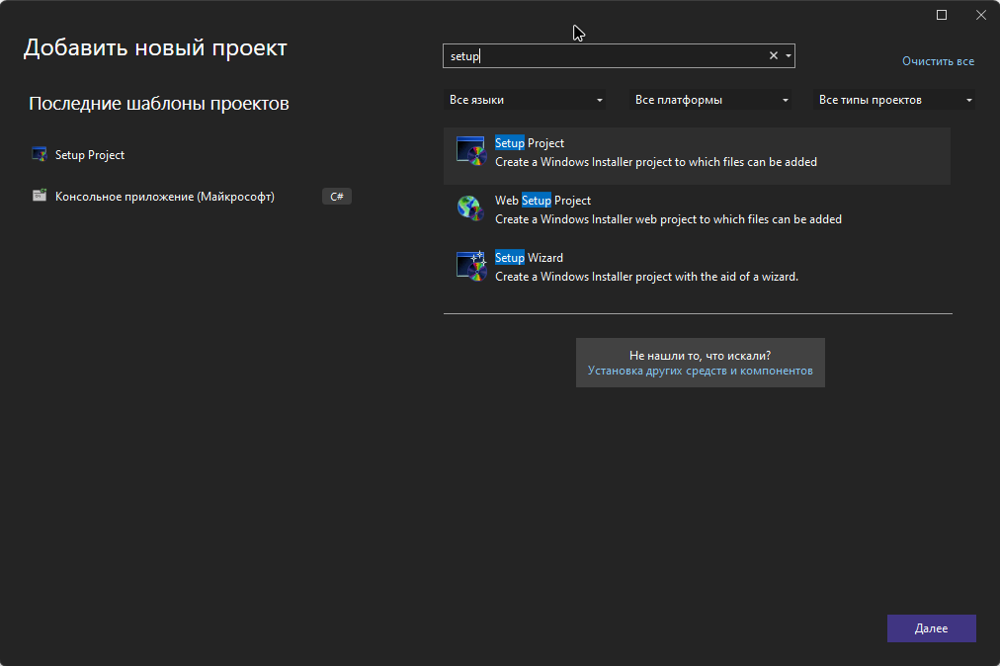 Добавить новый проект
setup
Очистить все
Последние шаблоны проектов
Все языки
Все платформы
Все типы проектов
Setup Project
Консольное приложение (Майкрософт)
C#
Setup Project
Create a Windows Installer project to which files can be added
Web Setup Project
Create a Windows Installer web project to which files can be added
Setup Wizard
Create a Windows Installer project with the aid of a wizard.
Не нашли то, что искали?
Установка других средств и компонентов
Далее